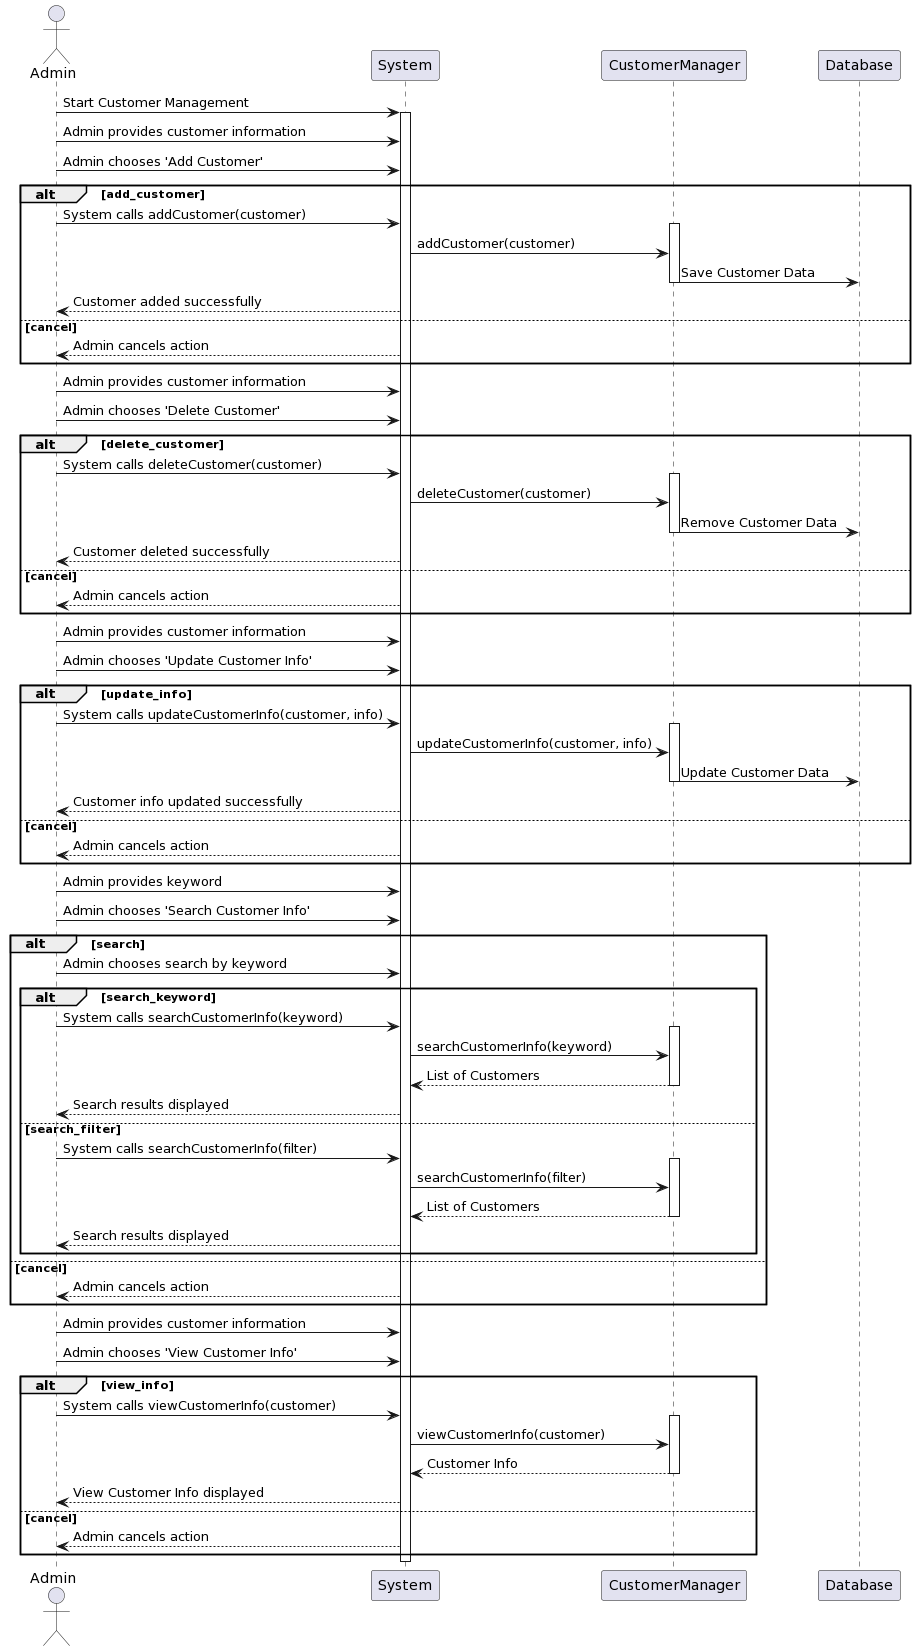 Admin
System
CustomerManager
Database
Start Customer Management
Admin provides customer information
Admin chooses 'Add Customer'
alt [add_customer]
System calls addCustomer(customer)
addCustomer(customer)
Save Customer Data
Customer added successfully
[cancel]
Admin cancels action
Admin provides customer information
Admin chooses 'Delete Customer'
alt [delete_customer]
System calls deleteCustomer(customer)
deleteCustomer(customer)
Remove Customer Data
Customer deleted successfully
[cancel]
Admin cancels action
Admin provides customer information
Admin chooses 'Update Customer Info'
alt [update_info]
System calls updateCustomerInfo(customer, info)
updateCustomerInfo(customer, info)
Update Customer Data
Customer info updated successfully
[cancel]
Admin cancels action
Admin provides keyword
Admin chooses 'Search Customer Info'
alt [search]
Admin chooses search by keyword
alt [search_keyword]
System calls searchCustomerInfo(keyword)
searchCustomerInfo(keyword)
List of Customers
Search results displayed
[search_filter]
System calls searchCustomerInfo(filter)
searchCustomerInfo(filter)
List of Customers
Search results displayed
[cancel]
Admin cancels action
Admin provides customer information
Admin chooses 'View Customer Info'
alt [view_info]
System calls viewCustomerInfo(customer)
viewCustomerInfo(customer)
Customer Info
View Customer Info displayed
[cancel]
Admin cancels action
Admin
System
CustomerManager
Database